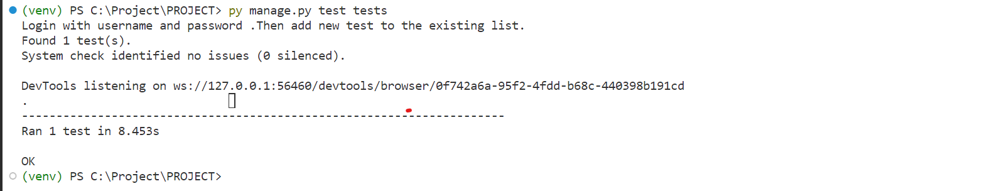 (venv) PS C:\Project\PROJECT> py manage.py test tests
Login with username and password .Then add new test to the existing list.
Found 1 test(s).
System check identified no issues (0 silenced).
DevTools listening on ws://127.0.0.1:56460/devtools/browser/0f742a6a-95f2-4fdd-b68c-440398b191cd
.
----------------------------------------------------------------------
Ran 1 test in 8.453s
OK
(venv) PS C:\Project\PROJECT>